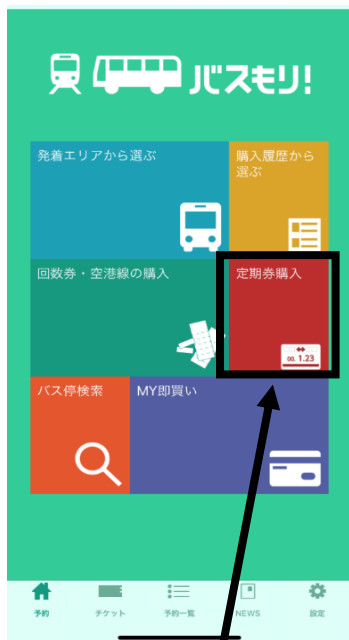 バスもり!
発着エリアから選ぶ
購入履歴から
選ぶ
回数券・空港線の購入
定期券購入
00. 1.23
バス停検索
MY即買い
予約
チケット
予約一覧
NEWS
設定